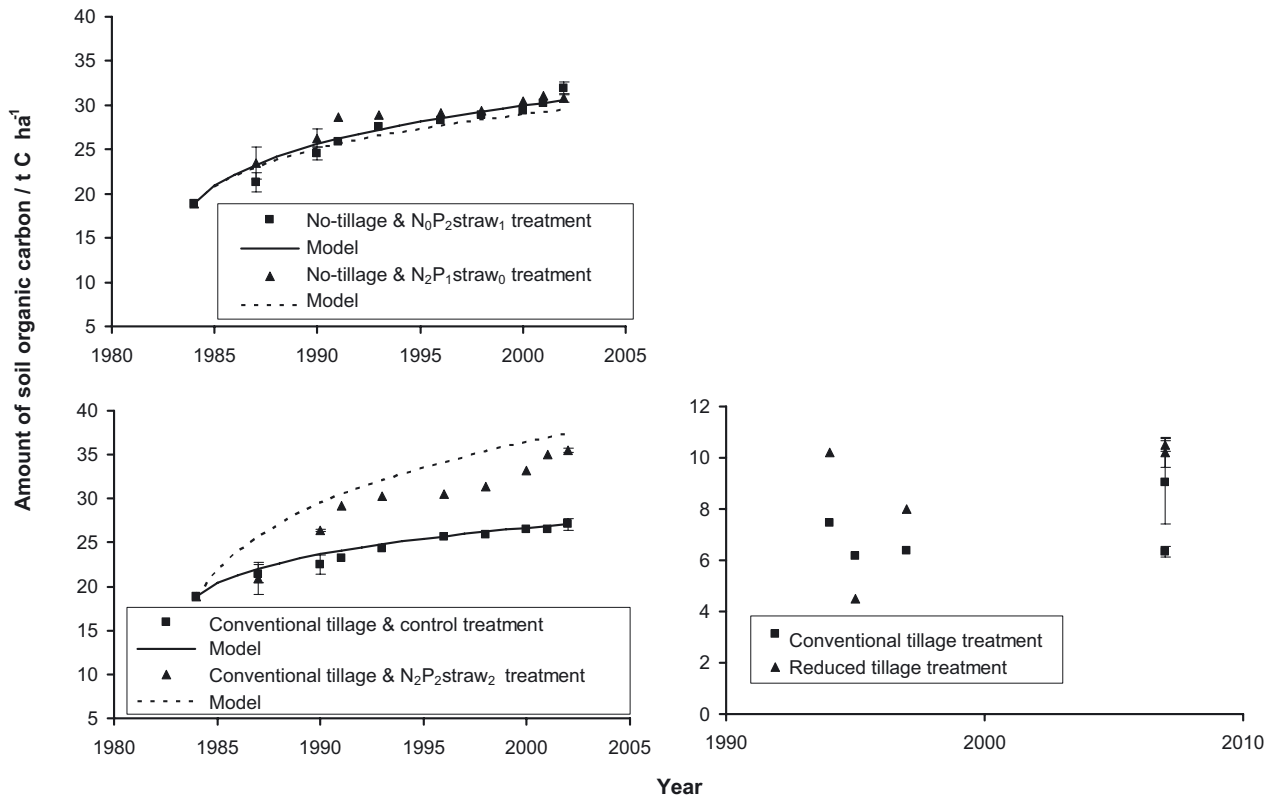 Amount of soil organic carbon / t C ha⁻¹
40
35
30
25
20
15
10
5
1980 1985 1990 1995 2000 2005
No-tillage & N₀P₂straw₁ treatment
Model
No-tillage & N₂P₁straw₀ treatment
Model
40
35
30
25
20
15
10
5
1980 1985 1990 1995 2000 2005
Conventional tillage & control treatment
Model
Conventional tillage & N₂P₂straw₂ treatment
Model
12
10
8
6
4
2
0
1990 2000 2010
Conventional tillage treatment
Reduced tillage treatment
Year